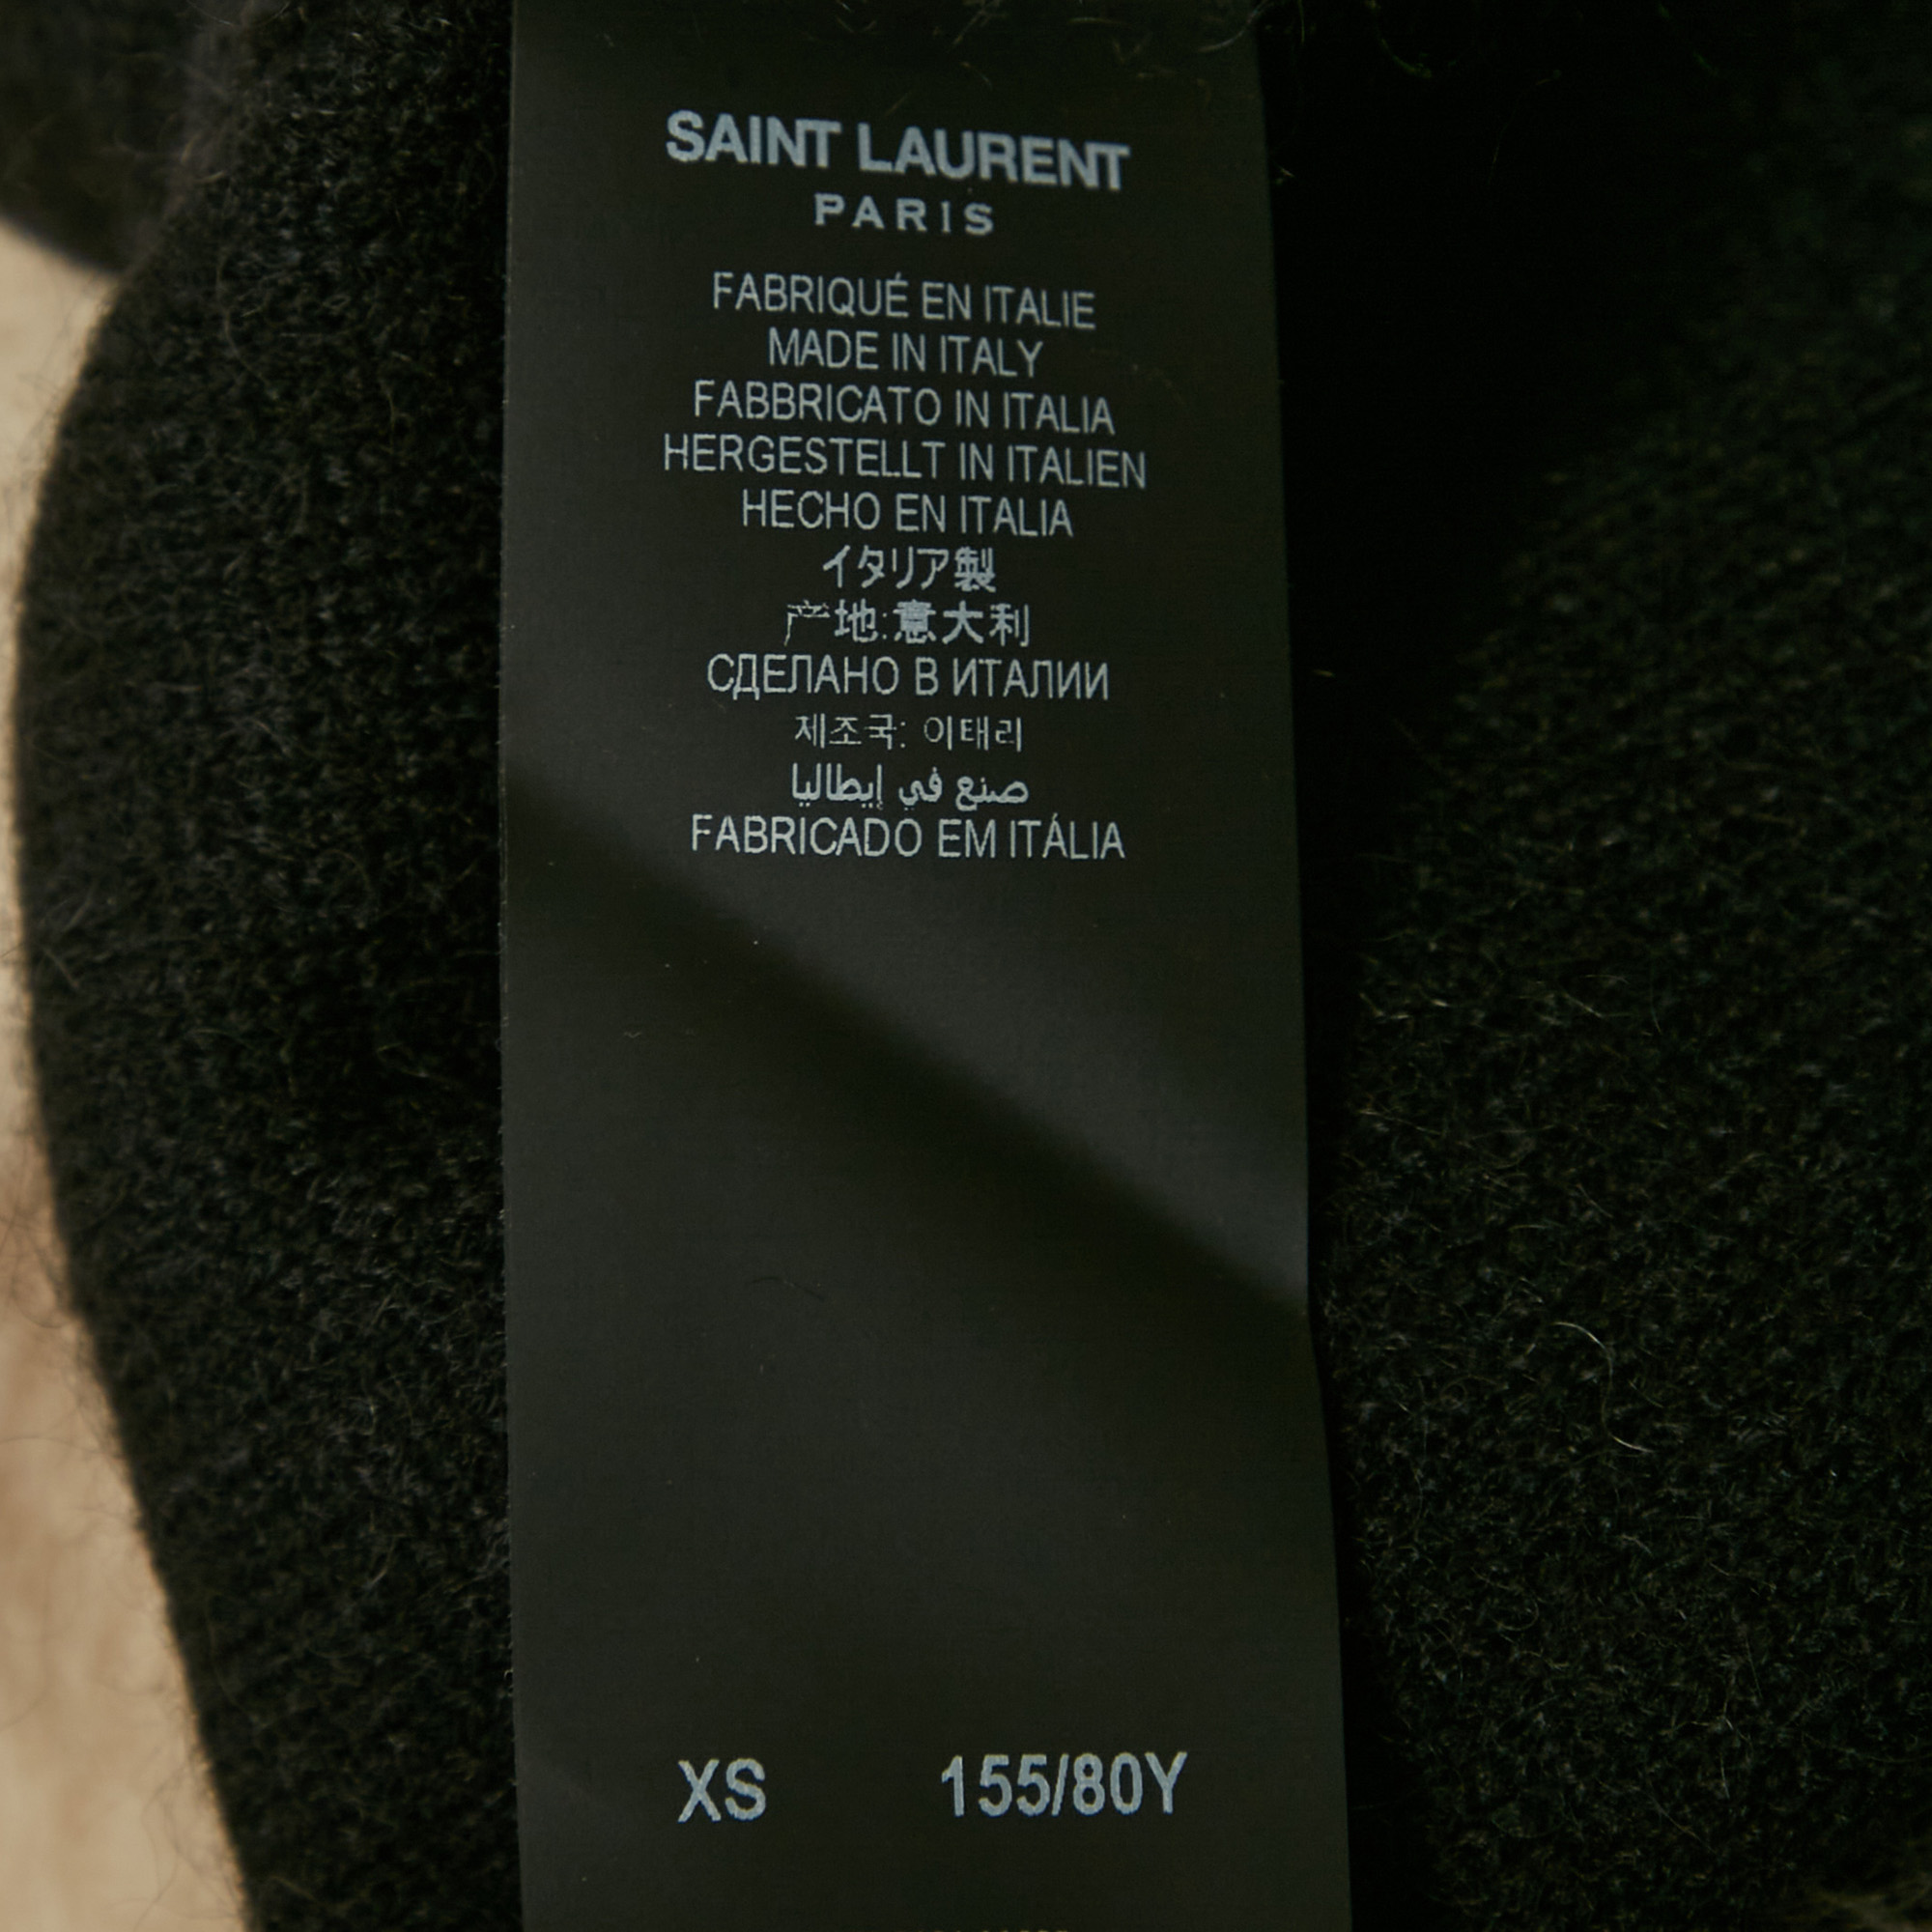 SAINT LAURENT
PARIS
FABRIQUÉ EN ITALIE
MADE IN ITALY
FABBRICATO IN ITALIA
HERGESTELLT IN ITALIEN
HECHO EN ITALIA
イタリア製
产地:意大利
СДЕЛАНО В ИТАЛИИ
제조국: 이태리
صنع في إيطاليا
FABRICADO EM ITÁLIA
XS 155/80Y